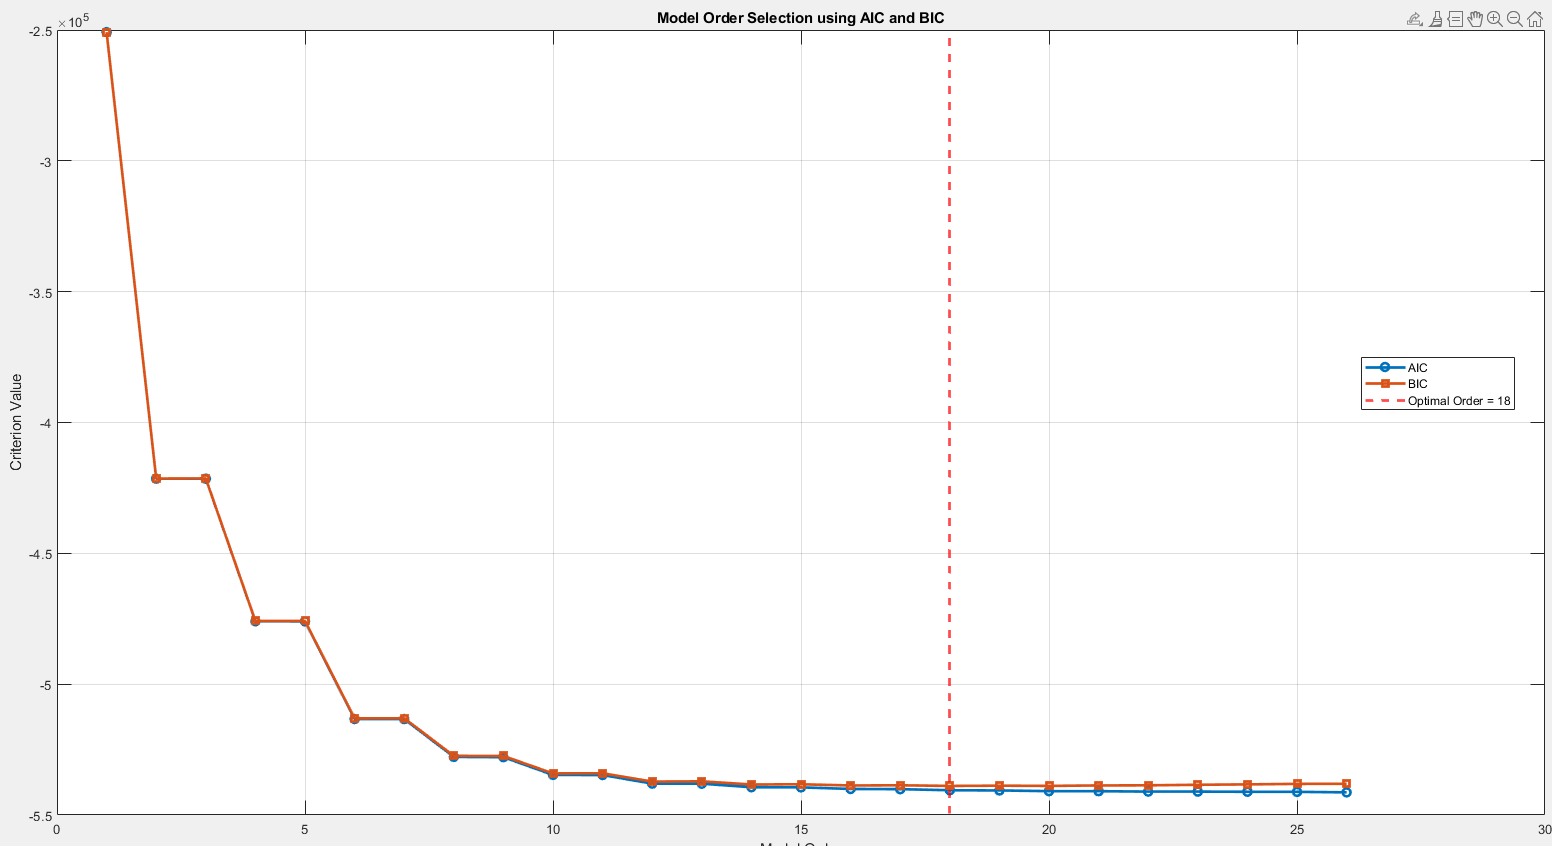 Model Order Selection using AIC and BIC
×10^5
-2.5
-3
-3.5
-4
-4.5
-5
-5.5
Criterion Value
AIC
BIC
Optimal Order = 18
0 5 10 15 20 25 30